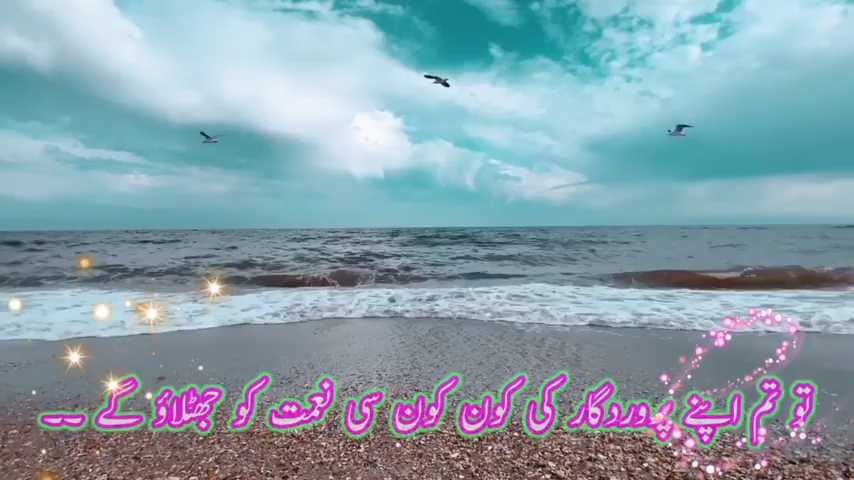 تو تم اپنے پروردگار کی کون کون سی نعمت کو جھٹلاؤ گے ۔۔